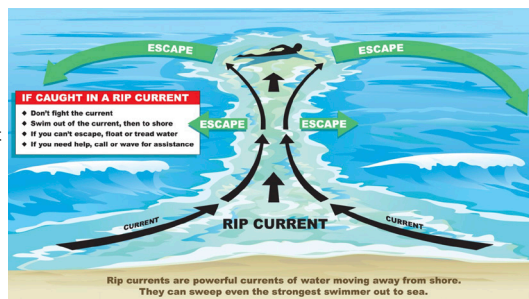 ESCAPE
ESCAPE
IF CAUGHT IN A RIP CURRENT
◆ Don't fight the current
◆ Swim out of the current, then to shore
◆ If you can't escape, float or tread water
◆ If you need help, call or wave for assistance
ESCAPE
ESCAPE
RIP CURRENT
CURRENT
CURRENT
Rip currents are powerful currents of water moving away from shore.
They can sweep even the strongest swimmer out to sea.